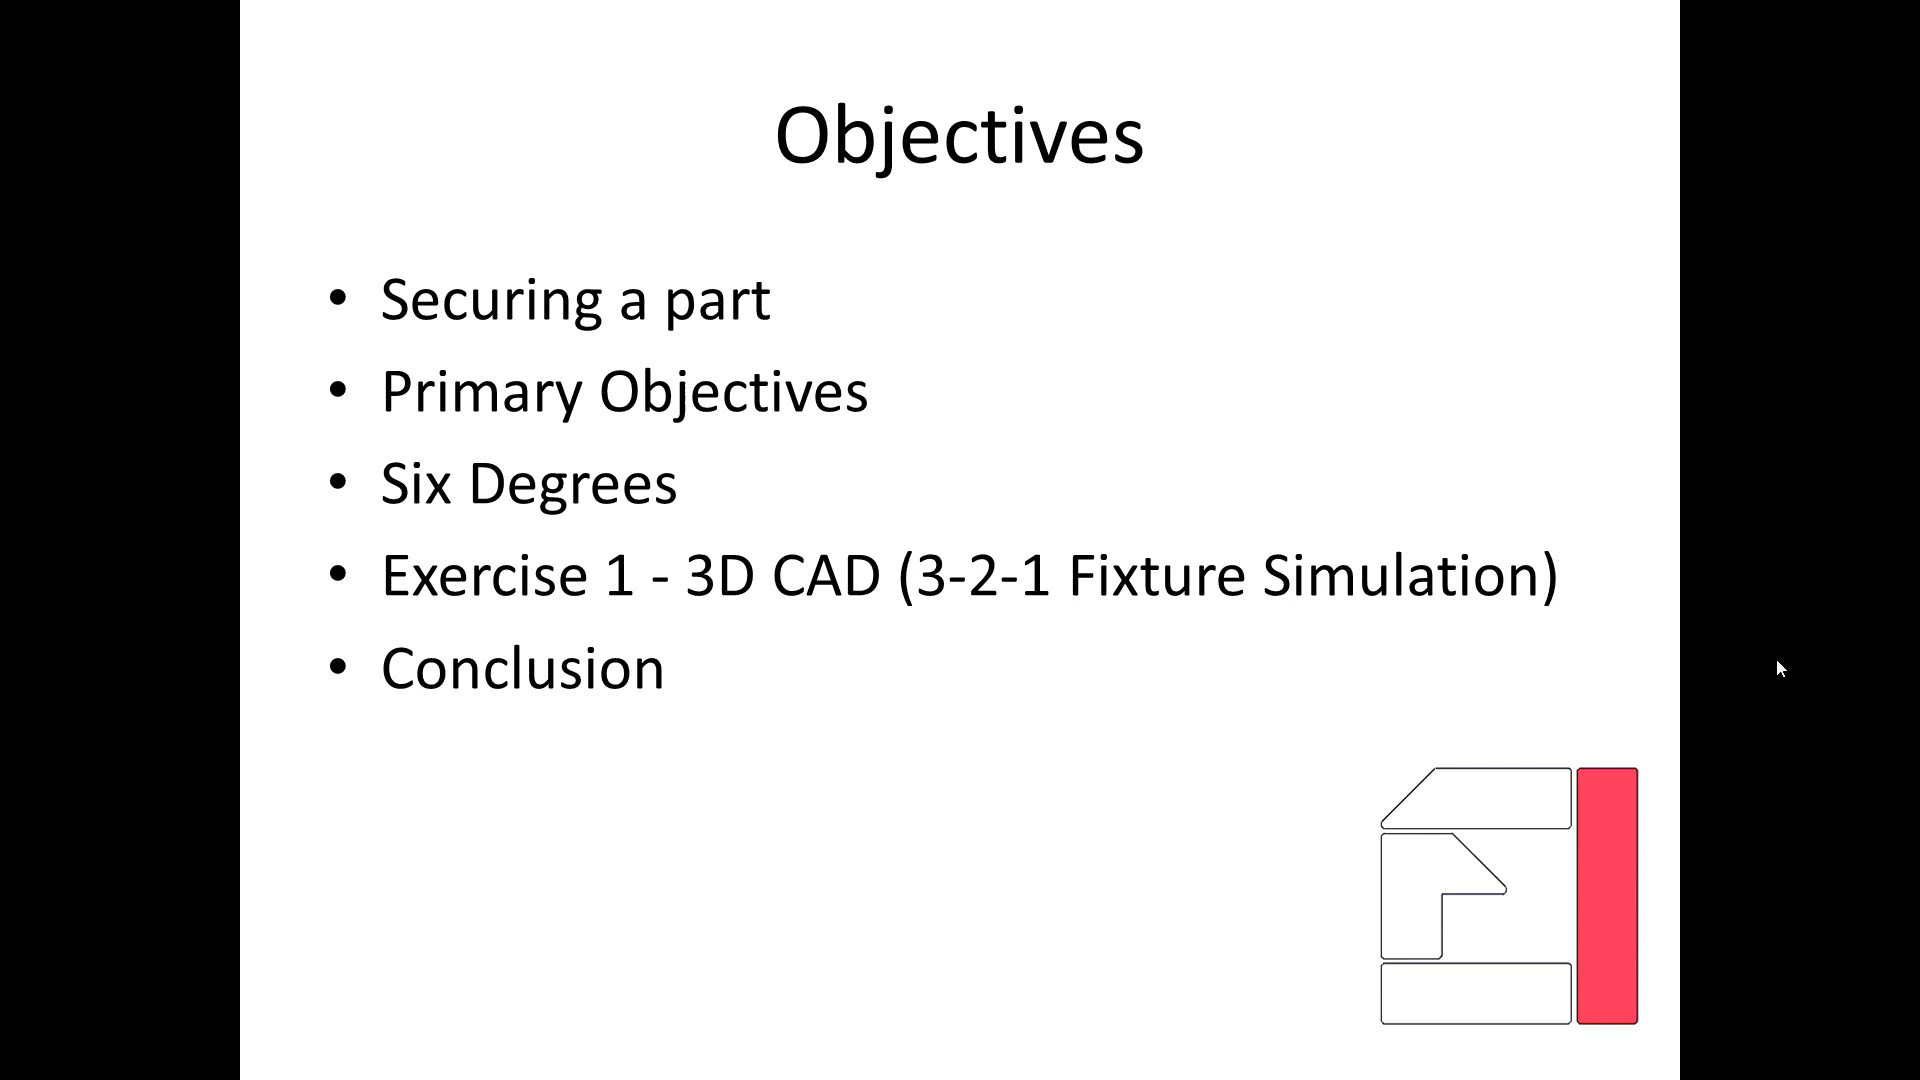 Objectives
• Securing a part
• Primary Objectives
• Six Degrees
• Exercise 1 - 3D CAD (3-2-1 Fixture Simulation)
• Conclusion